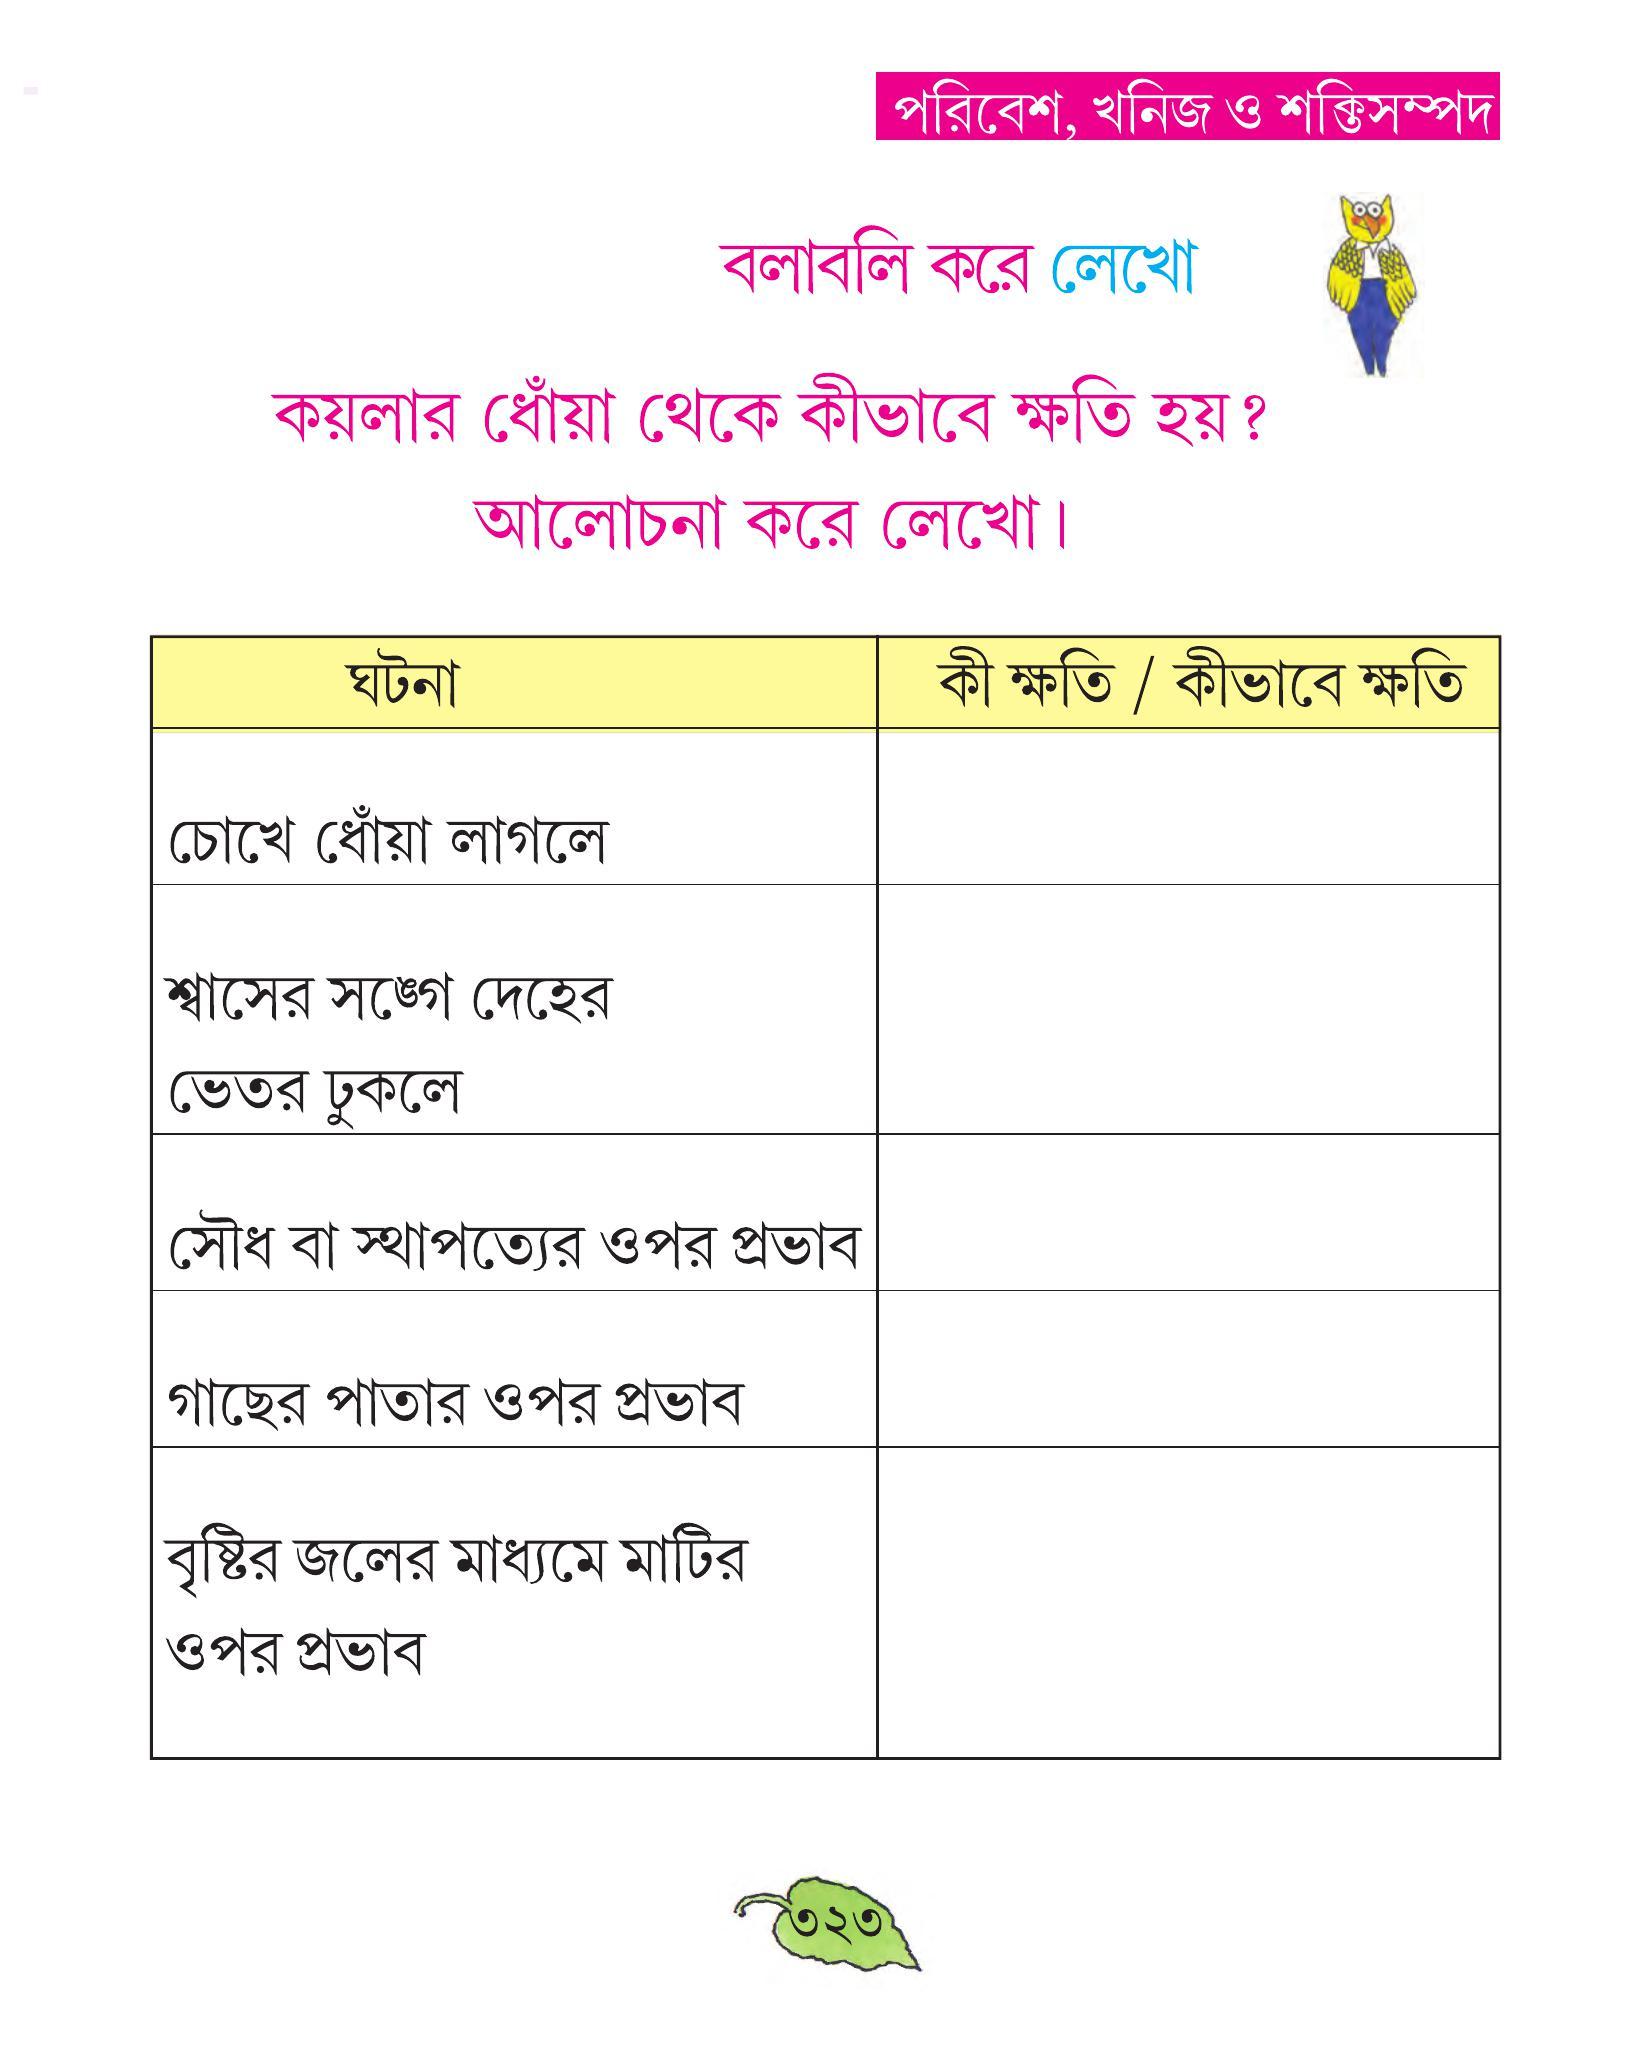 পরিবেশ, খনিজ ও শক্তিসম্পদ
বলাবলি করে লেখো
কয়লার ধোঁয়া থেকে কীভাবে ক্ষতি হয়?
আলোচনা করে লেখো।
ঘটনা কী ক্ষতি / কীভাবে ক্ষতি
চোখে ধোঁয়া লাগলে
শ্বাসের সঙ্গে দেহের
ভেতর ঢুকলে
সৌধ বা স্থাপত্যের ওপর প্রভাব
গাছের পাতার ওপর প্রভাব
বৃষ্টির জলের মাধ্যমে মাটির
ওপর প্রভাব
৩২৩